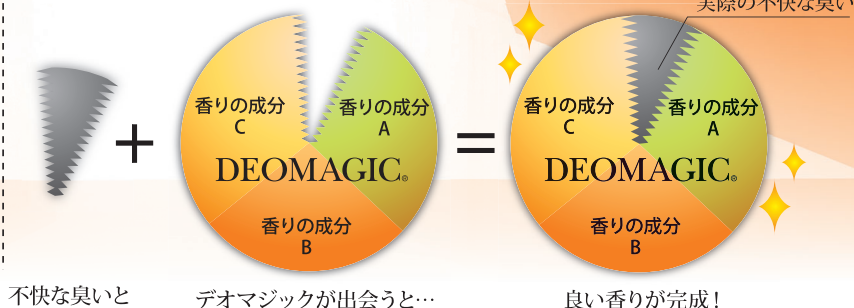 実際の不快な臭い
香りの成分
C
香りの成分
A
DEOMAGIC®
香りの成分
B
+
=
香りの成分
C
香りの成分
A
DEOMAGIC®
香りの成分
B
不快な臭いと
デオマジックが出会うと…
良い香りが完成!